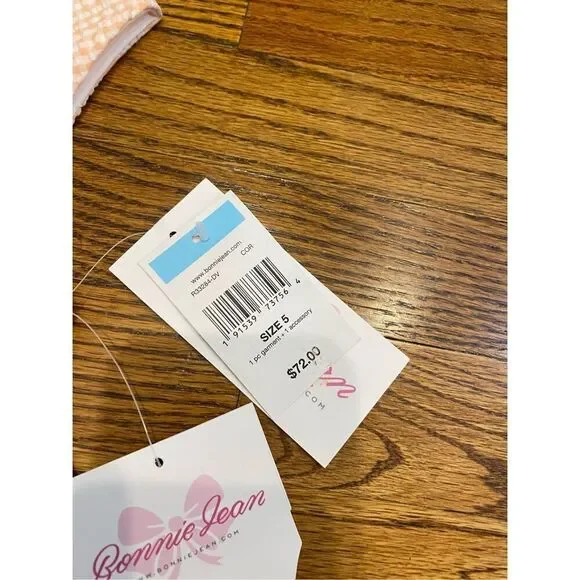 www.bonniejean.com
R33284-DV COR
1 91539 73756 4
SIZE 5
1 pc garment + 1 accessory
$72.00
Bonnie Jean
WWW.BONNIEJEAN.COM